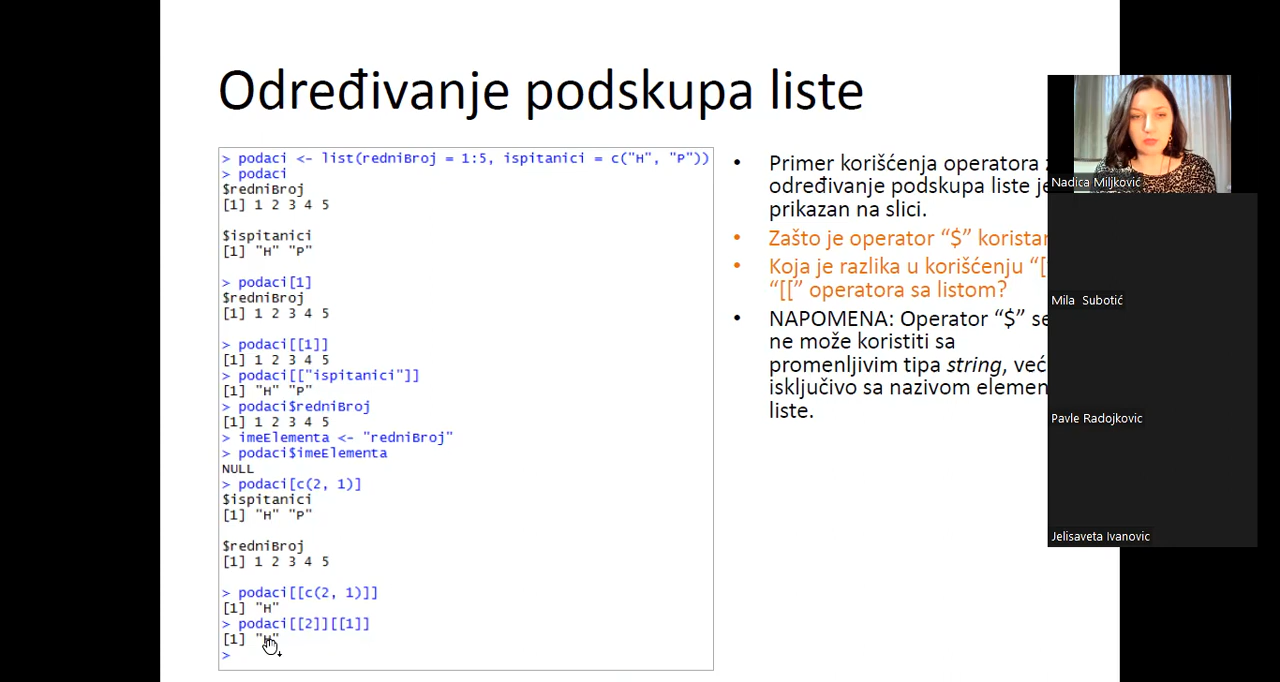 Određivanje podskupa liste
> podaci <- list(redniBroj = 1:5, ispitanici = c("H", "P"))
> podaci
$redniBroj
[1] 1 2 3 4 5
$ispitanici
[1] "H" "P"
> podaci[1]
$redniBroj
[1] 1 2 3 4 5
> podaci[[1]]
[1] 1 2 3 4 5
> podaci[["ispitanici"]]
[1] "H" "P"
> podaci$redniBroj
[1] 1 2 3 4 5
> imeElementa <- "redniBroj"
> podaci$imeElementa
NULL
> podaci[c(2, 1)]
$ispitanici
[1] "H" "P"
$redniBroj
[1] 1 2 3 4 5
> podaci[[c(2, 1)]]
[1] "H"
> podaci[[2]][[1]]
[1] "H"
>
• Primer korišćenja operatora
određivanje podskupa liste je
prikazan na slici.
• Zašto je operator “$” koristan
• Koja je razlika u korišćenju “[
“[[” operatora sa listom?
• NAPOMENA: Operator “$” se
ne može koristiti sa
promenljivim tipa string, već
isključivo sa nazivom elemen
liste.
Nadica Miljković
Mila Subotić
Pavle Radojkovic
Jelisaveta Ivanovic